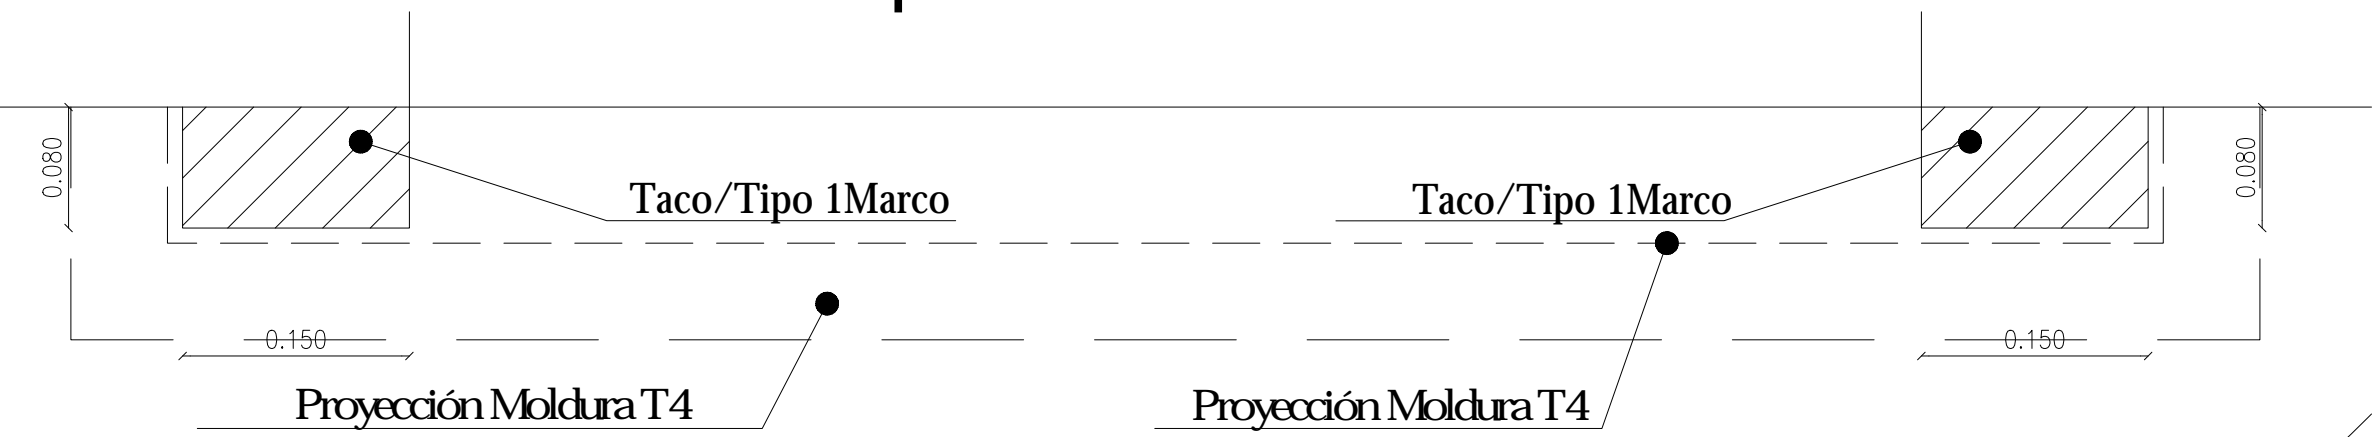 0.080
0.080
Taco/Tipo 1Marco
Taco/Tipo 1Marco
0.150
0.150
Proyección Moldura T4
Proyección Moldura T4